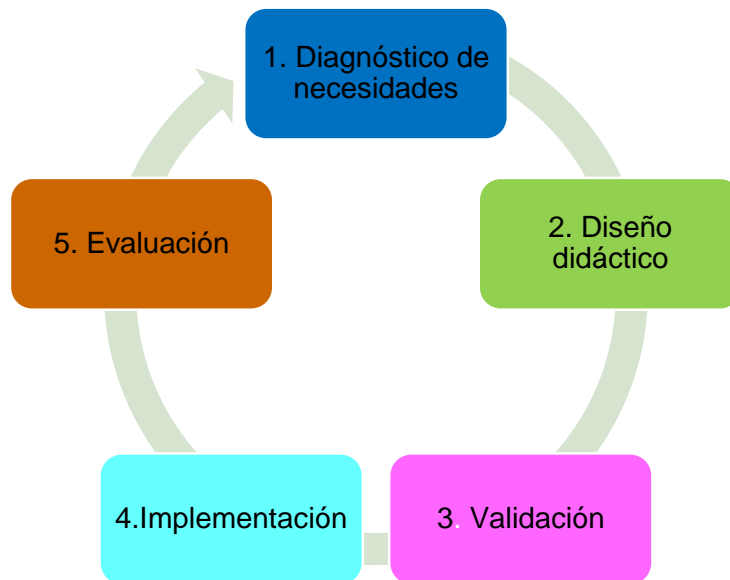 1. Diagnóstico de
necesidades
2. Diseño
didáctico
3. Validación
4.Implementación
5. Evaluación